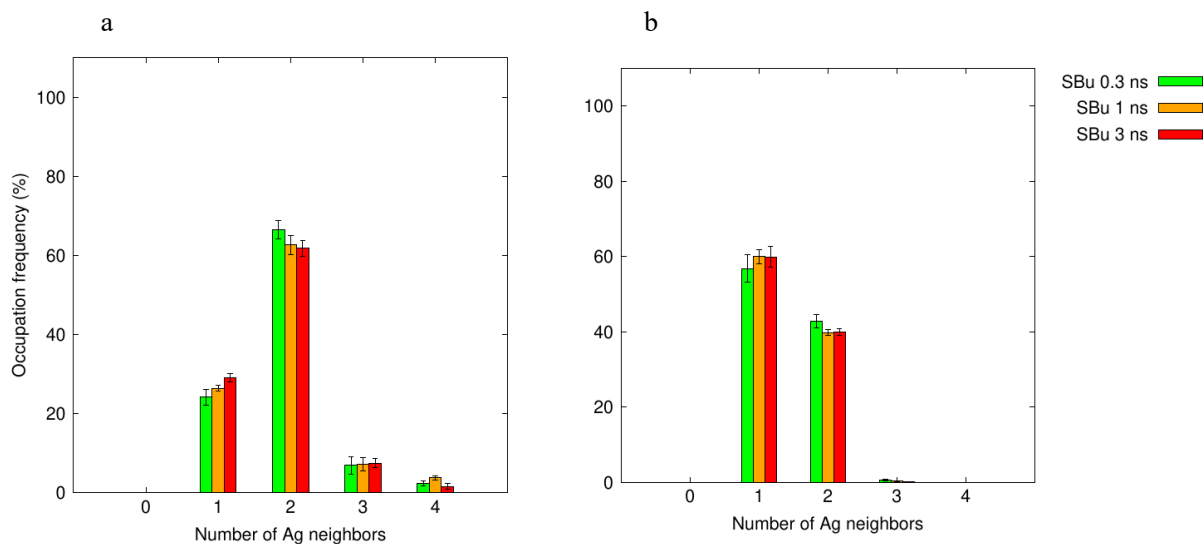 a
b
100
80
60
40
20
0
Occupation frequency (%)
0 1 2 3 4
Number of Ag neighbors
100
80
60
40
20
0
0 1 2 3 4
Number of Ag neighbors
SBu 0.3 ns
SBu 1 ns
SBu 3 ns